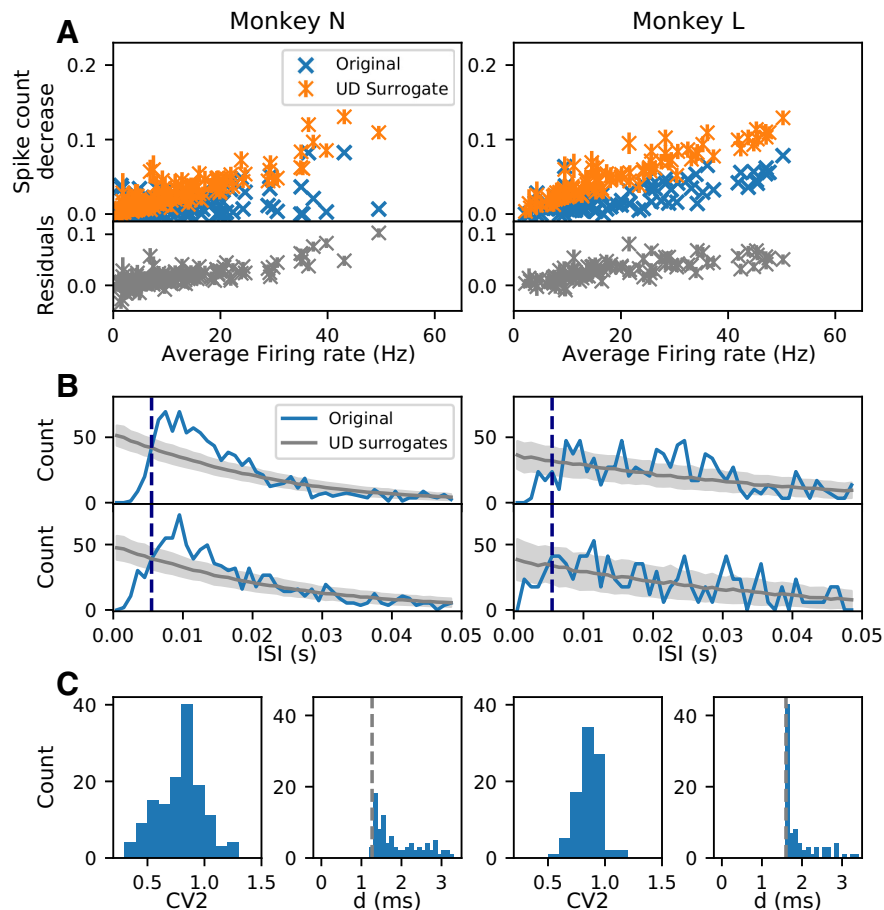 Monkey N
Monkey L
A
Spike count
decrease
0.2
0.1
0.0
Original
UD Surrogate
0.2
0.1
0.0
Residuals
0.1
0.0
0.1
0.0
0
20
40
60
Average Firing rate (Hz)
0
20
40
60
Average Firing rate (Hz)
B
Count
50
0
Original
UD surrogates
50
0
Count
50
0
50
0
0.00
0.01
0.02
0.03
0.04
0.05
ISI (s)
0.00
0.01
0.02
0.03
0.04
0.05
ISI (s)
C
Count
40
20
0
0.5
1.0
1.5
CV2
40
20
0
0
1
2
3
d (ms)
40
20
0
0.5
1.0
1.5
CV2
40
20
0
0
1
2
3
d (ms)